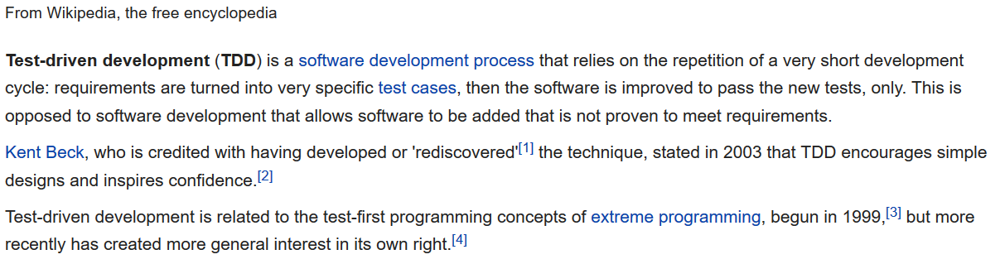 From Wikipedia, the free encyclopedia
Test-driven development (TDD) is a software development process that relies on the repetition of a very short development
cycle: requirements are turned into very specific test cases, then the software is improved to pass the new tests, only. This is
opposed to software development that allows software to be added that is not proven to meet requirements.
Kent Beck, who is credited with having developed or 'rediscovered'[1] the technique, stated in 2003 that TDD encourages simple
designs and inspires confidence.[2]
Test-driven development is related to the test-first programming concepts of extreme programming, begun in 1999,[3] but more
recently has created more general interest in its own right.[4]